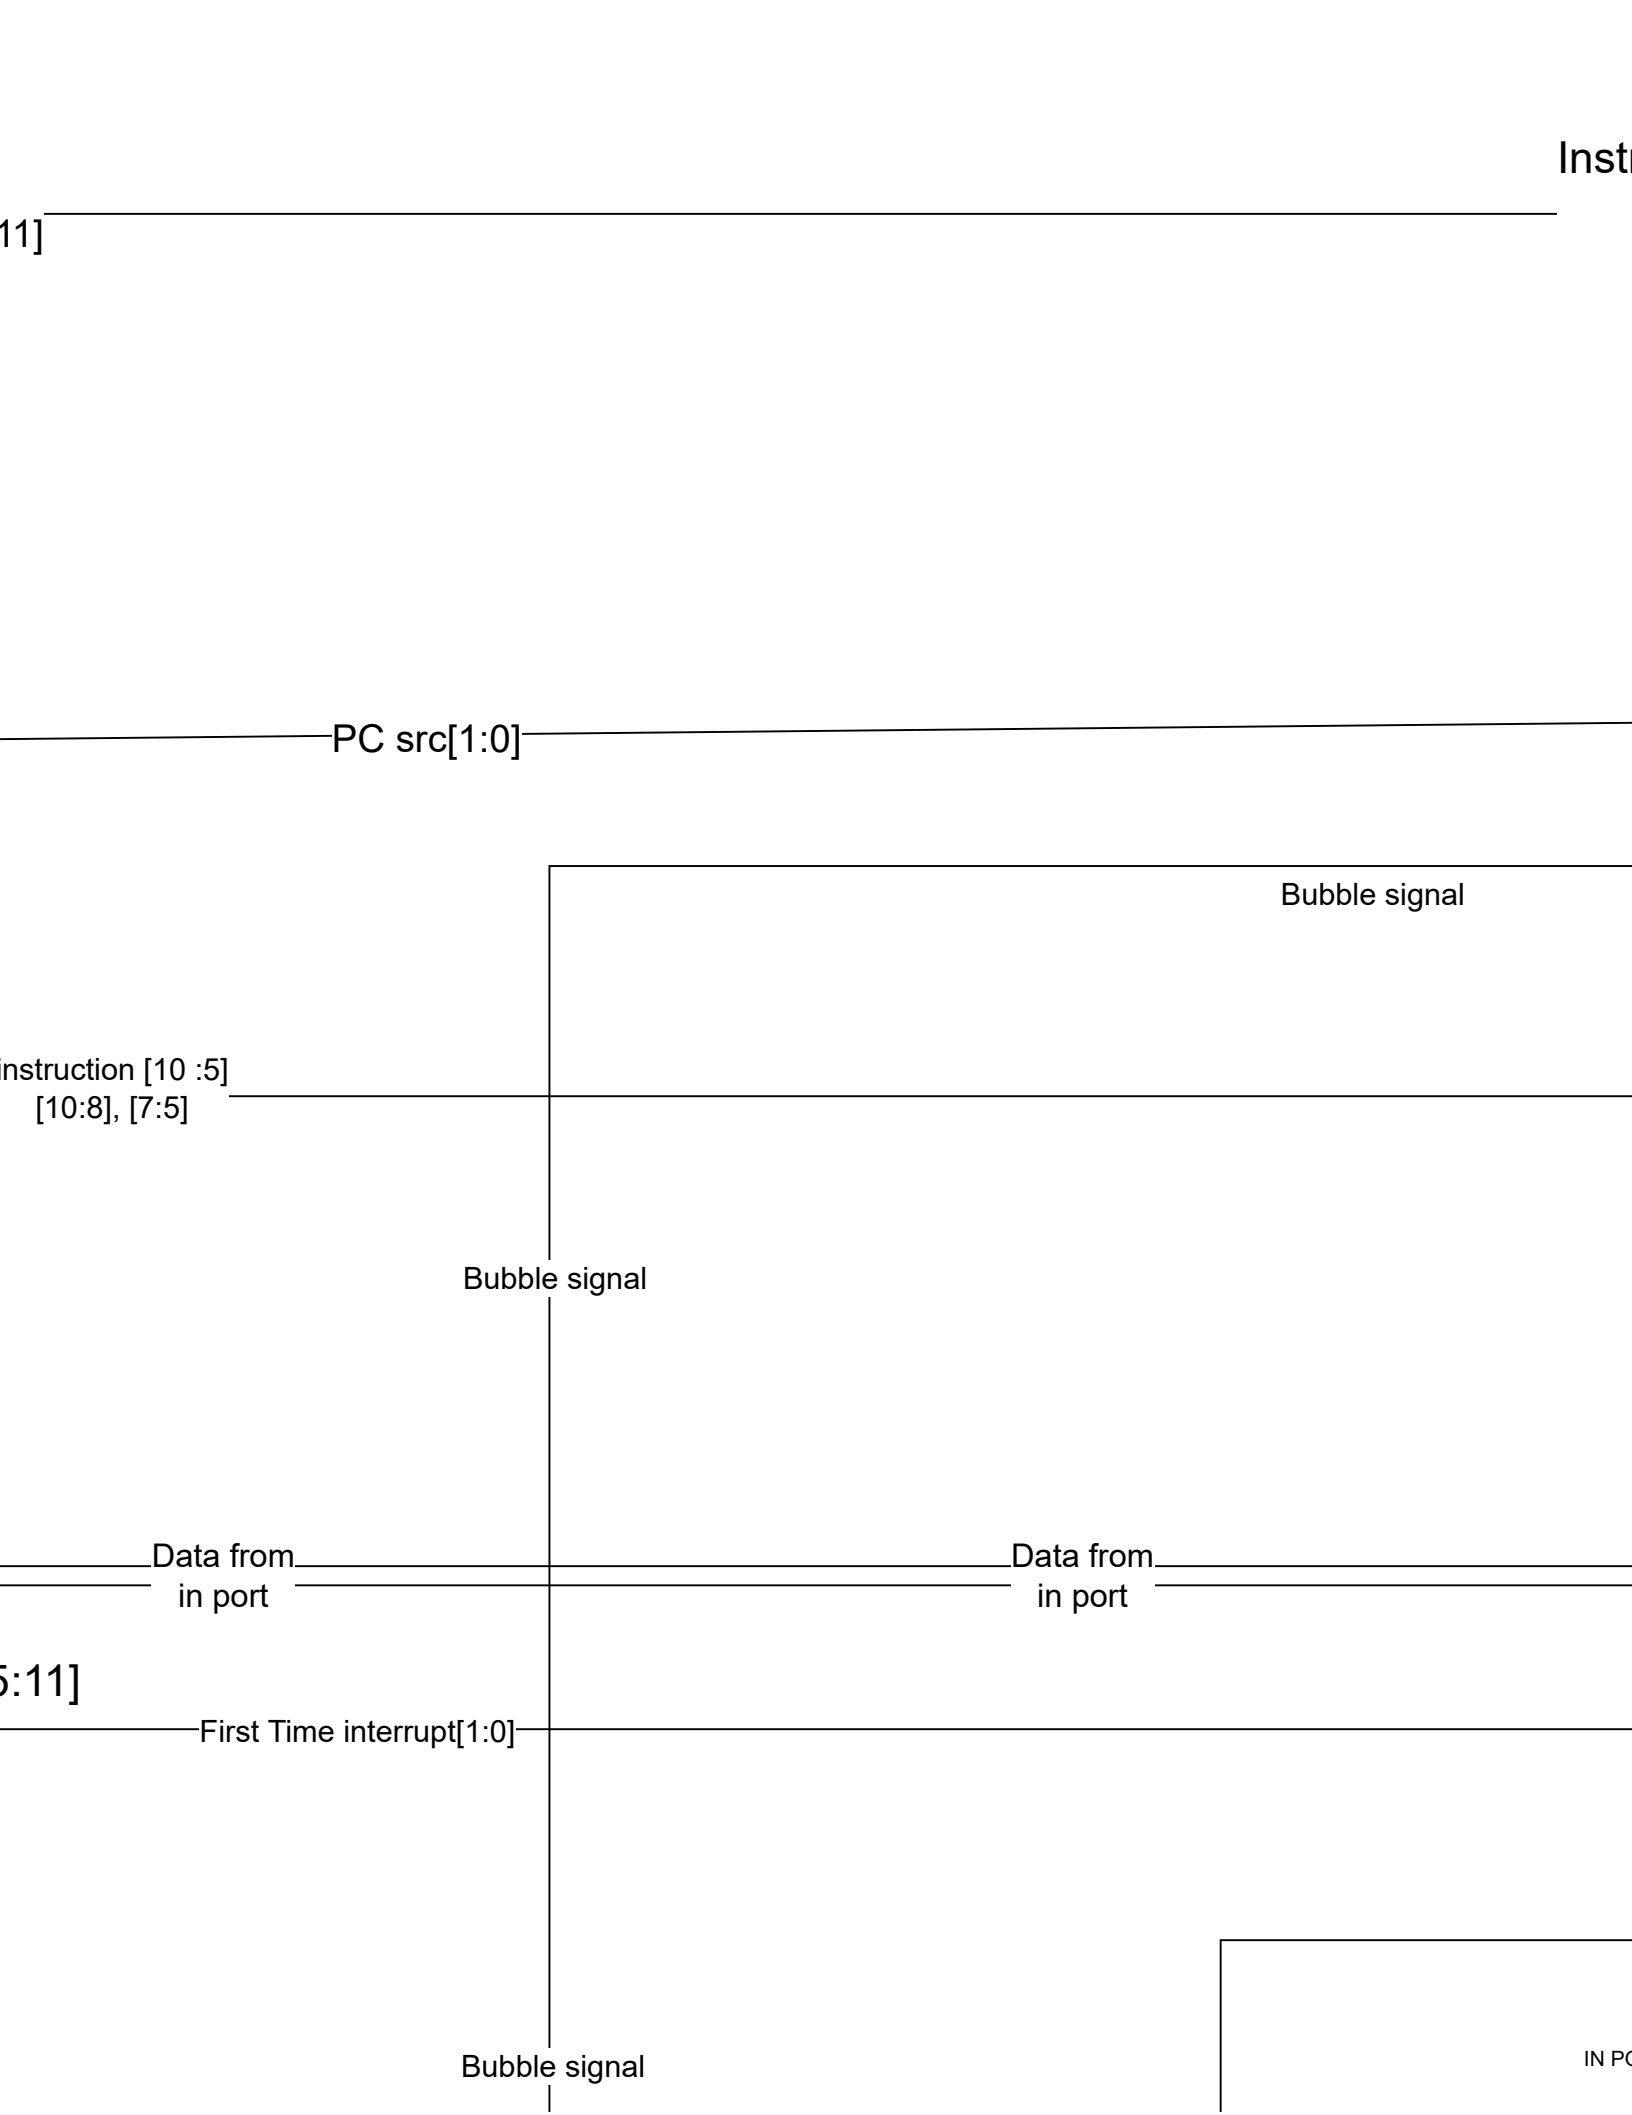 Instr
11]
PC src[1:0]
Bubble signal
instruction [10 :5]
[10:8], [7:5]
Bubble signal
Data from
in port
Data from
in port
5:11]
First Time interrupt[1:0]
Bubble signal
IN PO